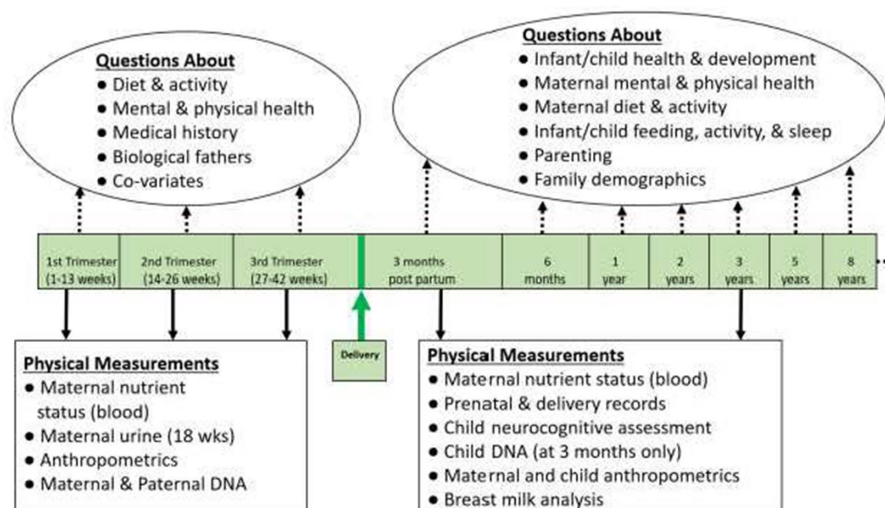 Questions About
● Diet & activity
● Mental & physical health
● Medical history
● Biological fathers
● Co-variates
Questions About
● Infant/child health & development
● Maternal mental & physical health
● Maternal diet & activity
● Infant/child feeding, activity, & sleep
● Parenting
● Family demographics
1st Trimester
(1-13 weeks)
2nd Trimester
(14-26 weeks)
3rd Trimester
(27-42 weeks)
3 months
post partum
6
months
1
year
2
years
3
years
5
years
8
years
Delivery
Physical Measurements
● Maternal nutrient
status (blood)
● Maternal urine (18 wks)
● Anthropometrics
● Maternal & Paternal DNA
Physical Measurements
● Maternal nutrient status (blood)
● Prenatal & delivery records
● Child neurocognitive assessment
● Child DNA (at 3 months only)
● Maternal and child anthropometrics
● Breast milk analysis